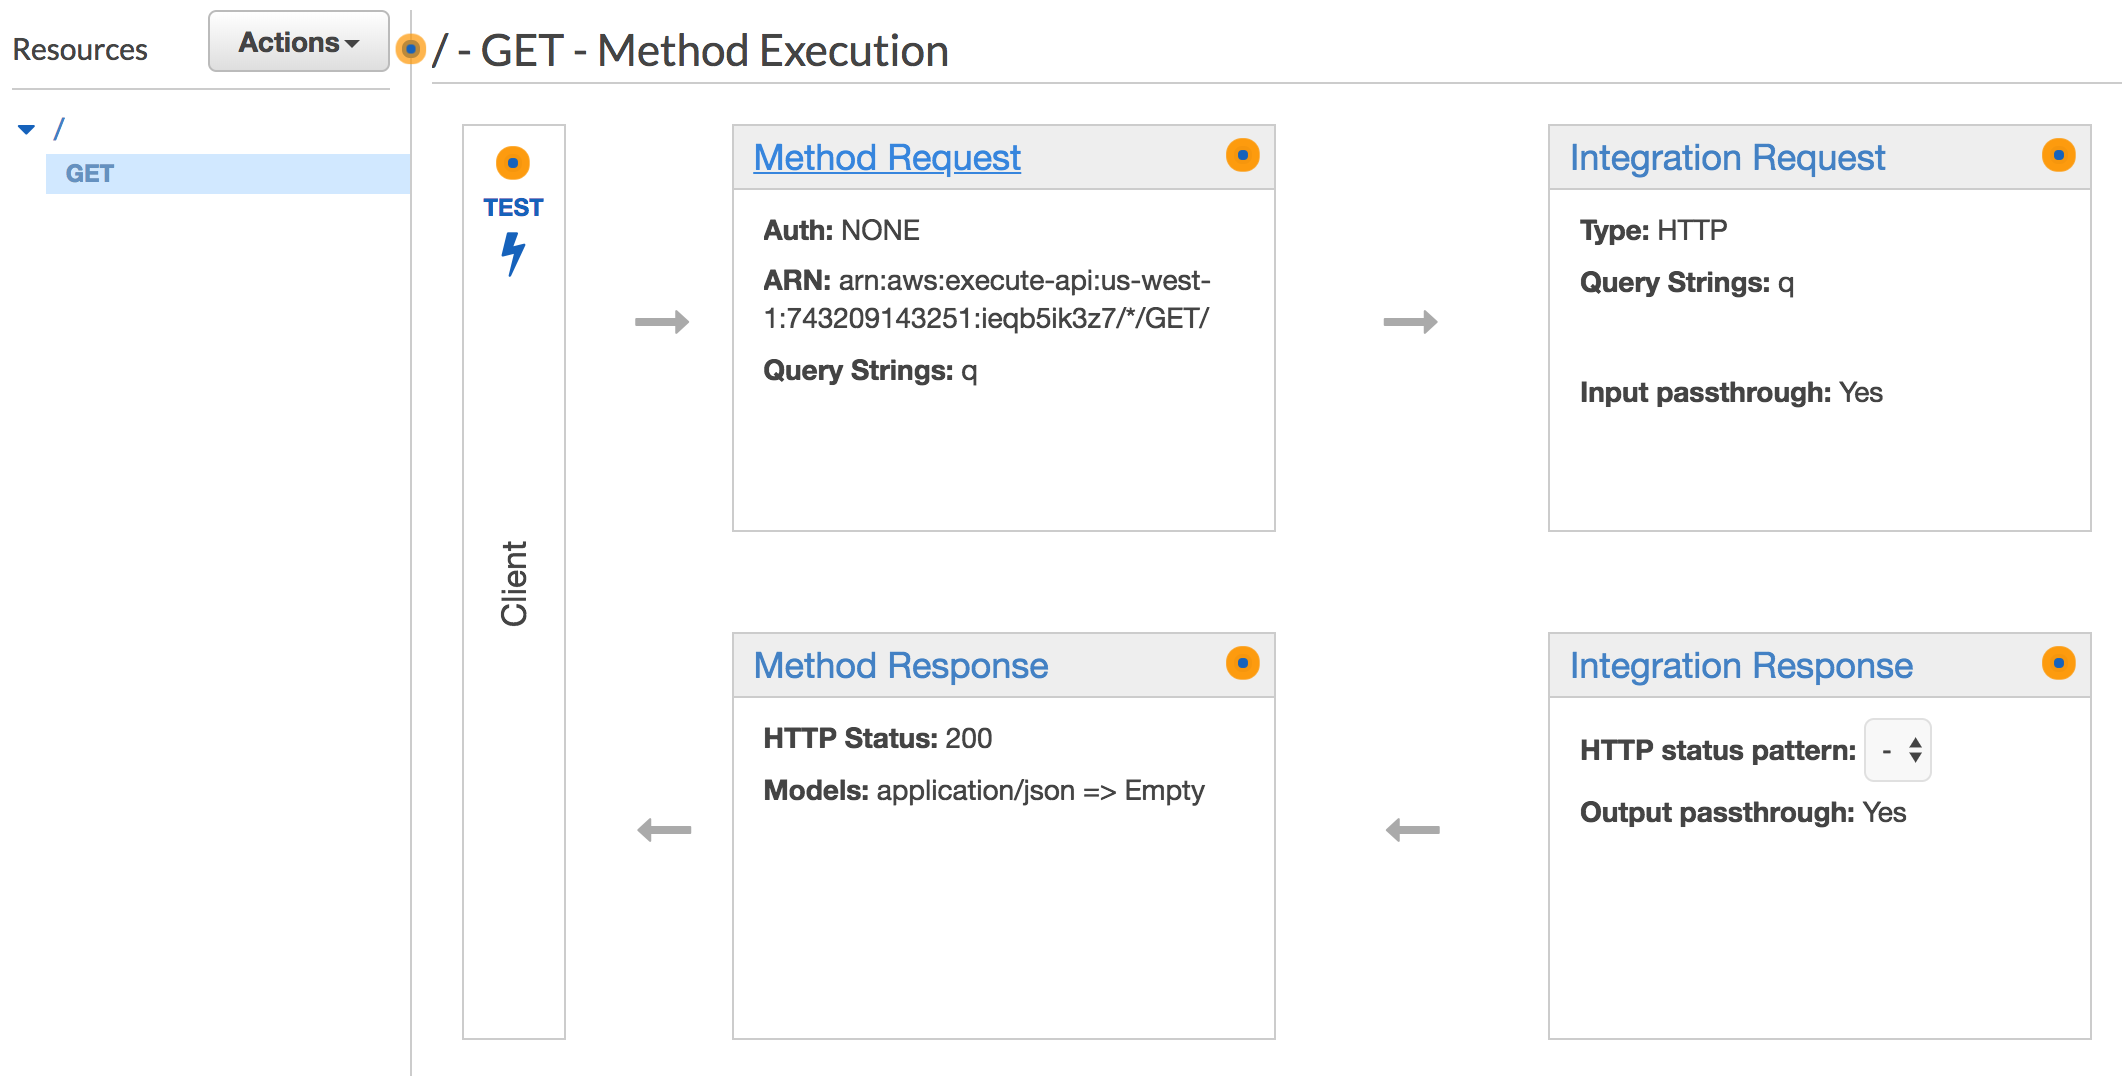 Resources
Actions
/
GET
/ - GET - Method Execution
TEST
Client
Method Request
Auth: NONE
ARN: arn:aws:execute-api:us-west-
1:743209143251:ieqb5ik3z7/*/GET/
Query Strings: q
Integration Request
Type: HTTP
Query Strings: q
Input passthrough: Yes
Method Response
HTTP Status: 200
Models: application/json => Empty
Integration Response
HTTP status pattern: -
Output passthrough: Yes